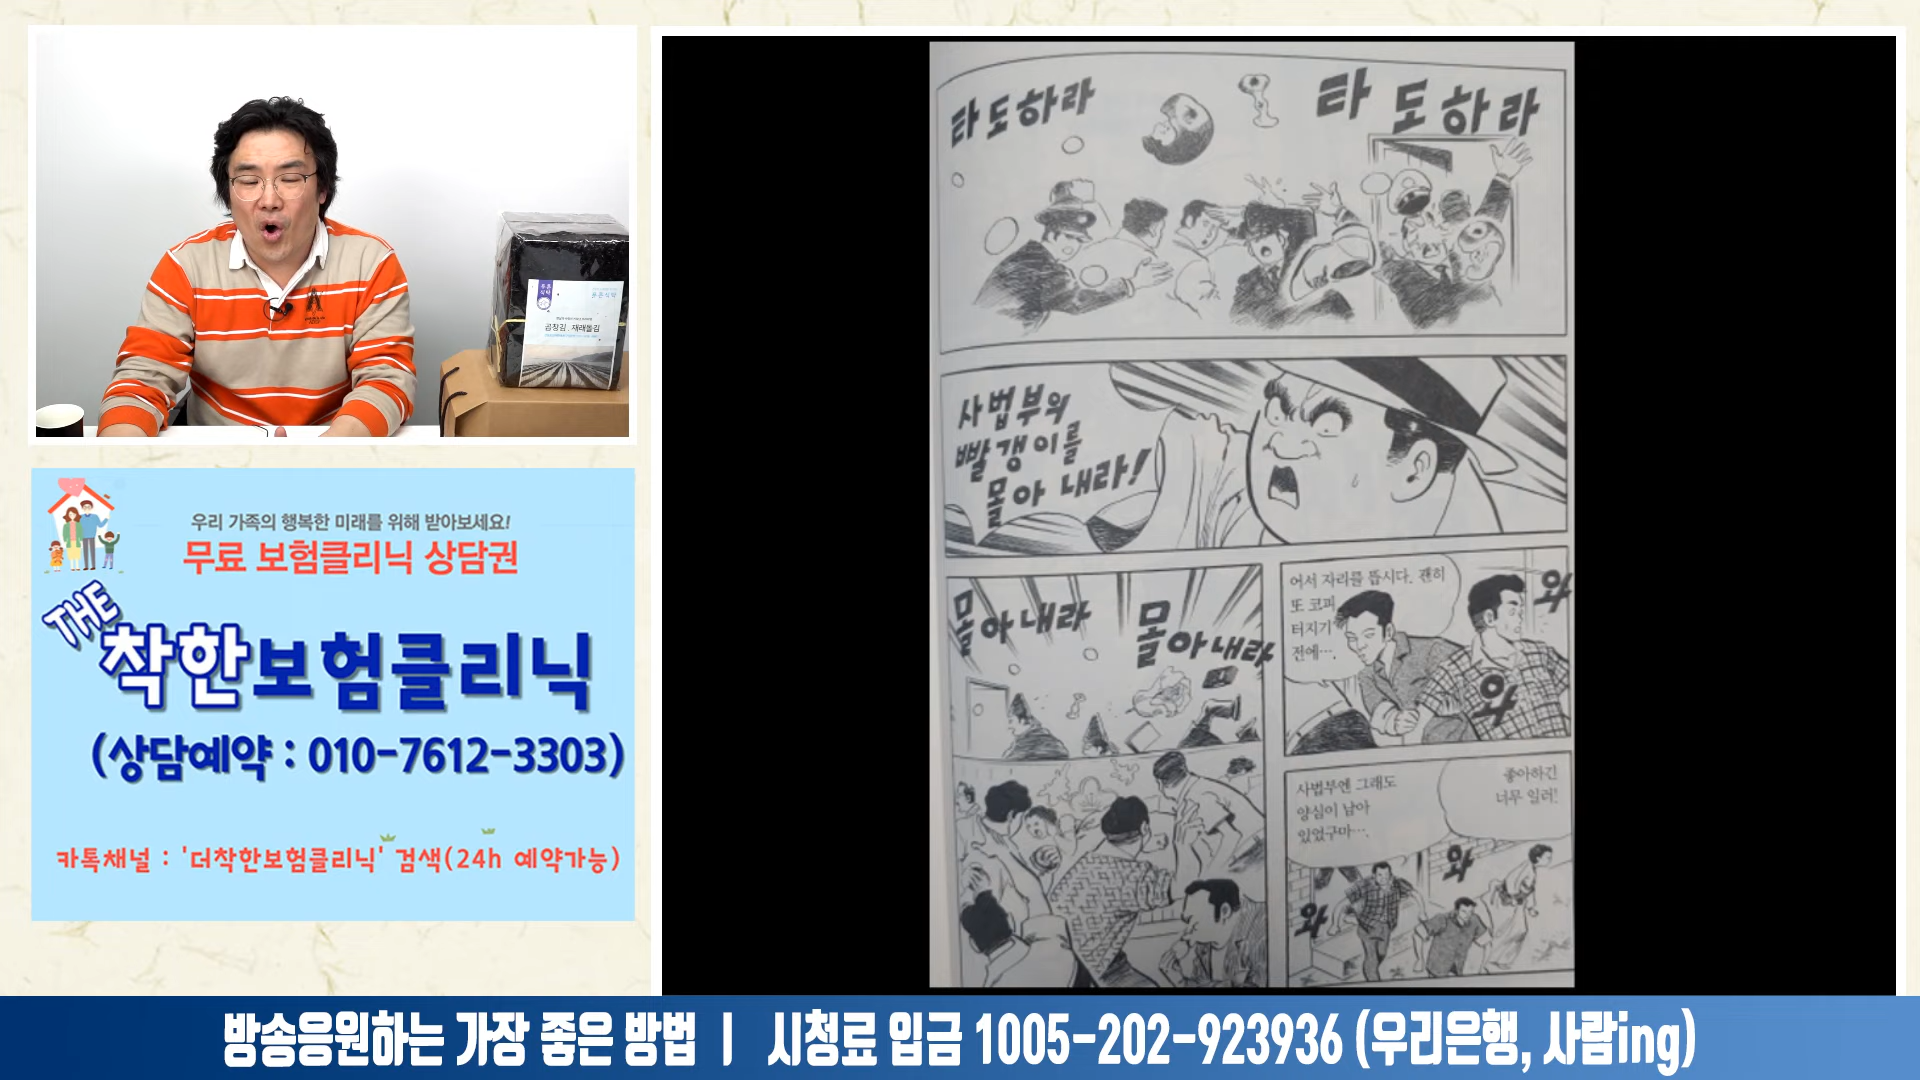 타도하라
타도하라
사법부의
빨갱이를
몰아 내라!
몰아내라
몰아내라
어서 자리를 뜹시다. 괜히
또 코피
터지기
전에….
와
와
사법부엔 그래도
양심이 남아
있었구마….
좋아하긴
너무 일러!
와
와
곱창김, 재래돌김
우리 가족의 행복한 미래를 위해 받아보세요!
무료 보험클리닉 상담권
THE
착한보험클리닉
(상담예약 : 010-7612-3303)
카톡채널 : '더착한보험클리닉' 검색(24h 예약가능)
방송응원하는 가장 좋은 방법 ㅣ 시청료 입금 1005-202-923936 (우리은행, 사람ing)